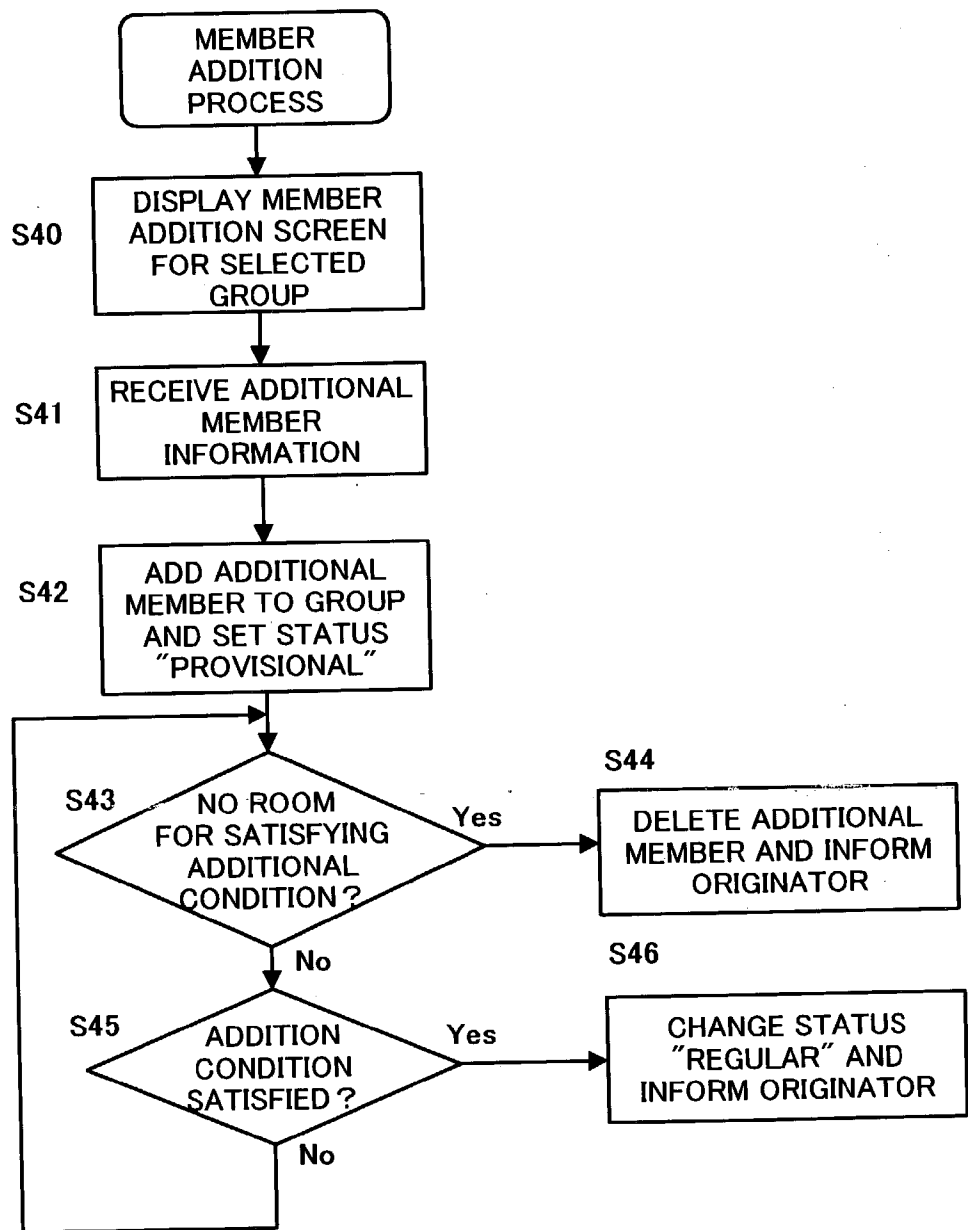 MEMBER
ADDITION
PROCESS
S40
DISPLAY MEMBER
ADDITION SCREEN
FOR SELECTED
GROUP
S41
RECEIVE ADDITIONAL
MEMBER
INFORMATION
S42
ADD ADDITIONAL
MEMBER TO GROUP
AND SET STATUS
"PROVISIONAL"
S43
NO ROOM
FOR SATISFYING
ADDITIONAL
CONDITION?
Yes
S44
DELETE ADDITIONAL
MEMBER AND INFORM
ORIGINATOR
No
S45
ADDITION
CONDITION
SATISFIED?
Yes
S46
CHANGE STATUS
"REGULAR" AND
INFORM ORIGINATOR
No